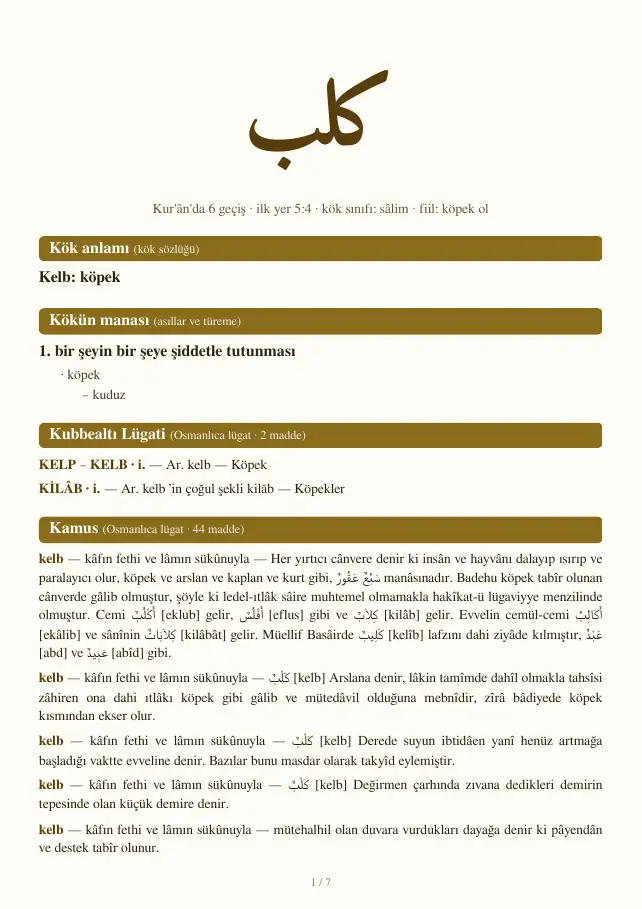 كلب
Kur'ân'da 6 geçiş · ilk yer 5:4 · kök sınıfı: sâlim · fiil: köpek ol
Kök anlamı (kök sözlüğü)
Kelb: köpek
Kökün manası (asıllar ve türeme)
1. bir şeyin bir şeye şiddetle tutunması
· köpek
– kuduz
Kubbealtı Lügati (Osmanlıca lügat · 2 madde)
KELP – KELB · i. — Ar. kelb — Köpek
KİLÂB · i. — Ar. kelb 'in çoğul şekli kilāb — Köpekler
Kamus (Osmanlıca lügat · 44 madde)
kelb — kâfın fethi ve lâmın sükûnuyla — Her yırtıcı cânvere denir ki insân ve hayvânı dalayıp ısırıp ve
paralayıcı olur, köpek ve arslan ve kaplan ve kurt gibi, سَبُعٌ عَقُورٌ manâsınadır. Badehu köpek tabîr olunan
cânverde gâlib olmuştur, şöyle ki ledel-ıtlâk sâire muhtemel olmamakla hakîkat-ü lügaviyye menzilinde
olmuştur. Cemi أَكْلُبٌ [eklub] gelir, أَفْلُسٌ [eflus] gibi ve كِلاَبٌ [kilâb] gelir. Evvelin cemül-cemi أَكَالِبُ
[ekâlib] ve sânînin كِلاَبَاتٌ [kilâbât] gelir. Müellif Basâirde كَلِيبٌ [kelîb] lafzını dahi ziyâde kılmıştır, عَبْدٌ
[abd] ve عَبِيدٌ [abîd] gibi.
kelb — kâfın fethi ve lâmın sükûnuyla — كَلْبٌ [kelb] Arslana denir, lâkin tamîmde dahîl olmakla tahsîsi
zâhiren ona dahi ıtlâkı köpek gibi gâlib ve mütedâvil olduğuna mebnîdir, zîrâ bâdiyede köpek
kısmından ekser olur.
kelb — kâfın fethi ve lâmın sükûnuyla — كَلْبٌ [kelb] Derede suyun ibtidâen yanî henüz artmağa
başladığı vaktte evveline denir. Bazılar bunu masdar olarak takyîd eylemiştir.
kelb — kâfın fethi ve lâmın sükûnuyla — كَلْبٌ [kelb] Değirmen çarhında zıvana dedikleri demirin
tepesinde olan küçük demire denir.
kelb — kâfın fethi ve lâmın sükûnuyla — mütehalhil olan duvara vurdukları dayağa denir ki pâyendân
ve destek tabîr olunur.
1 / 7